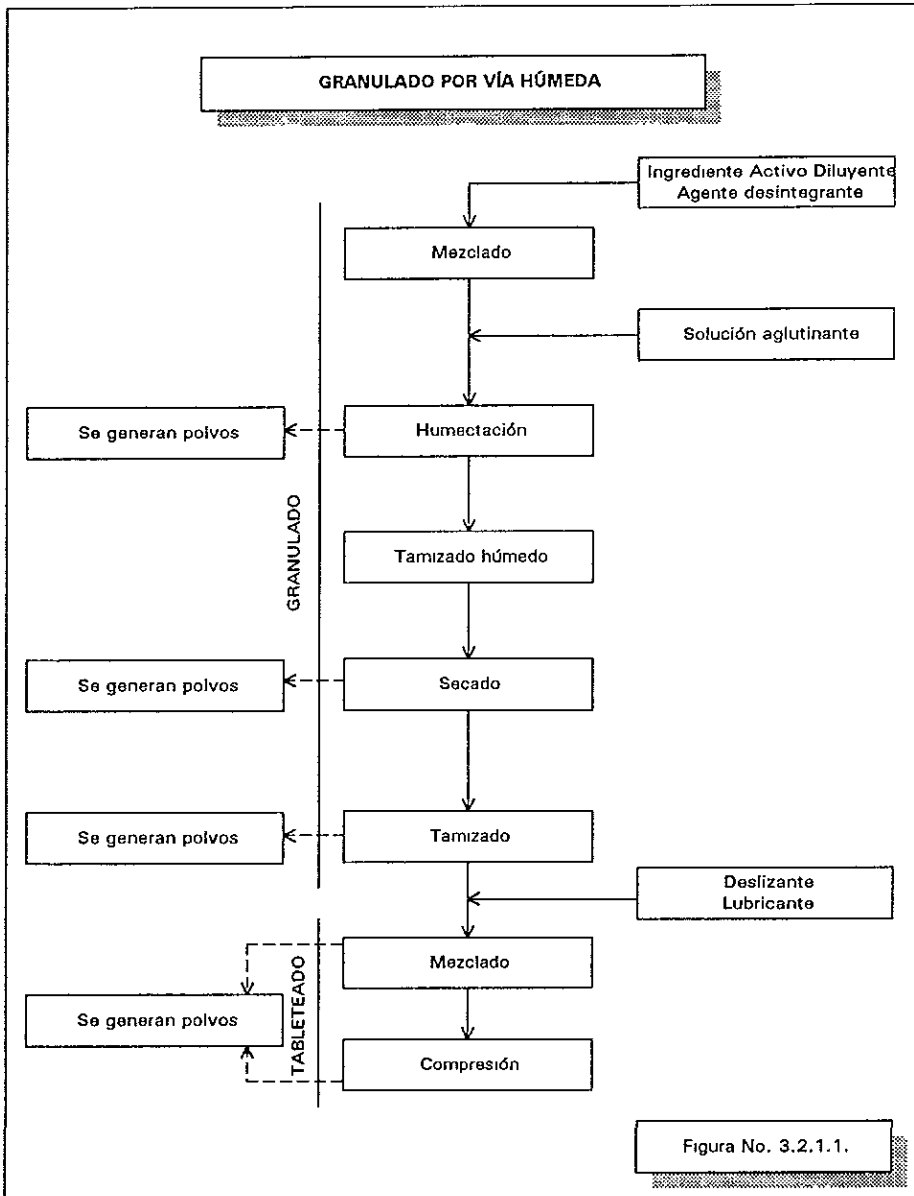 GRANULADO POR VÍA HÚMEDA
Ingrediente Activo Diluyente
Agente desintegrante
Mezclado
Solución aglutinante
Se generan polvos
Humectación
GRANULADO
Tamizado húmedo
Se generan polvos
Secado
Se generan polvos
Tamizado
Deslizante
Lubricante
TABLETEADO
Mezclado
Se generan polvos
Compresión
Figura No. 3.2.1.1.